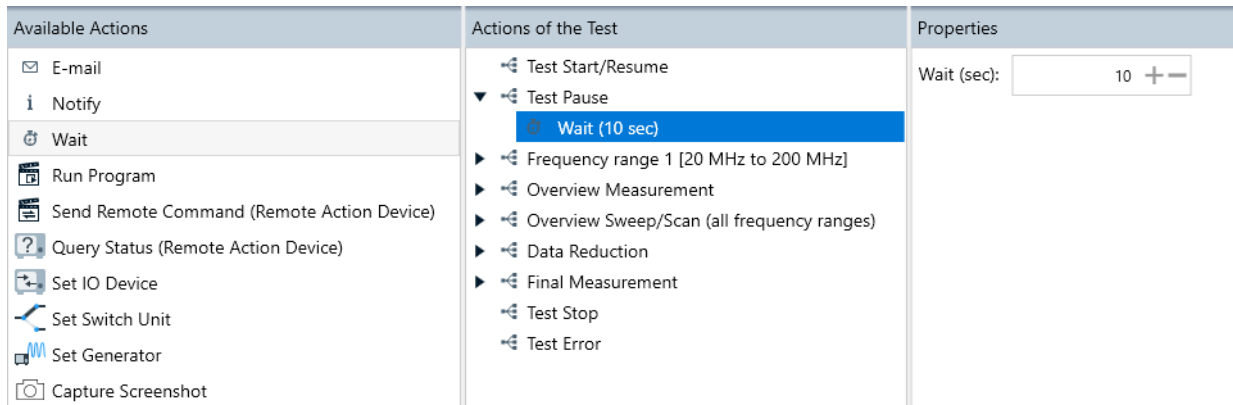 Available Actions
E-mail
Notify
Wait
Run Program
Send Remote Command (Remote Action Device)
Query Status (Remote Action Device)
Set IO Device
Set Switch Unit
Set Generator
Capture Screenshot
Actions of the Test
Test Start/Resume
Test Pause
Wait (10 sec)
Frequency range 1 [20 MHz to 200 MHz]
Overview Measurement
Overview Sweep/Scan (all frequency ranges)
Data Reduction
Final Measurement
Test Stop
Test Error
Properties
Wait (sec): 10